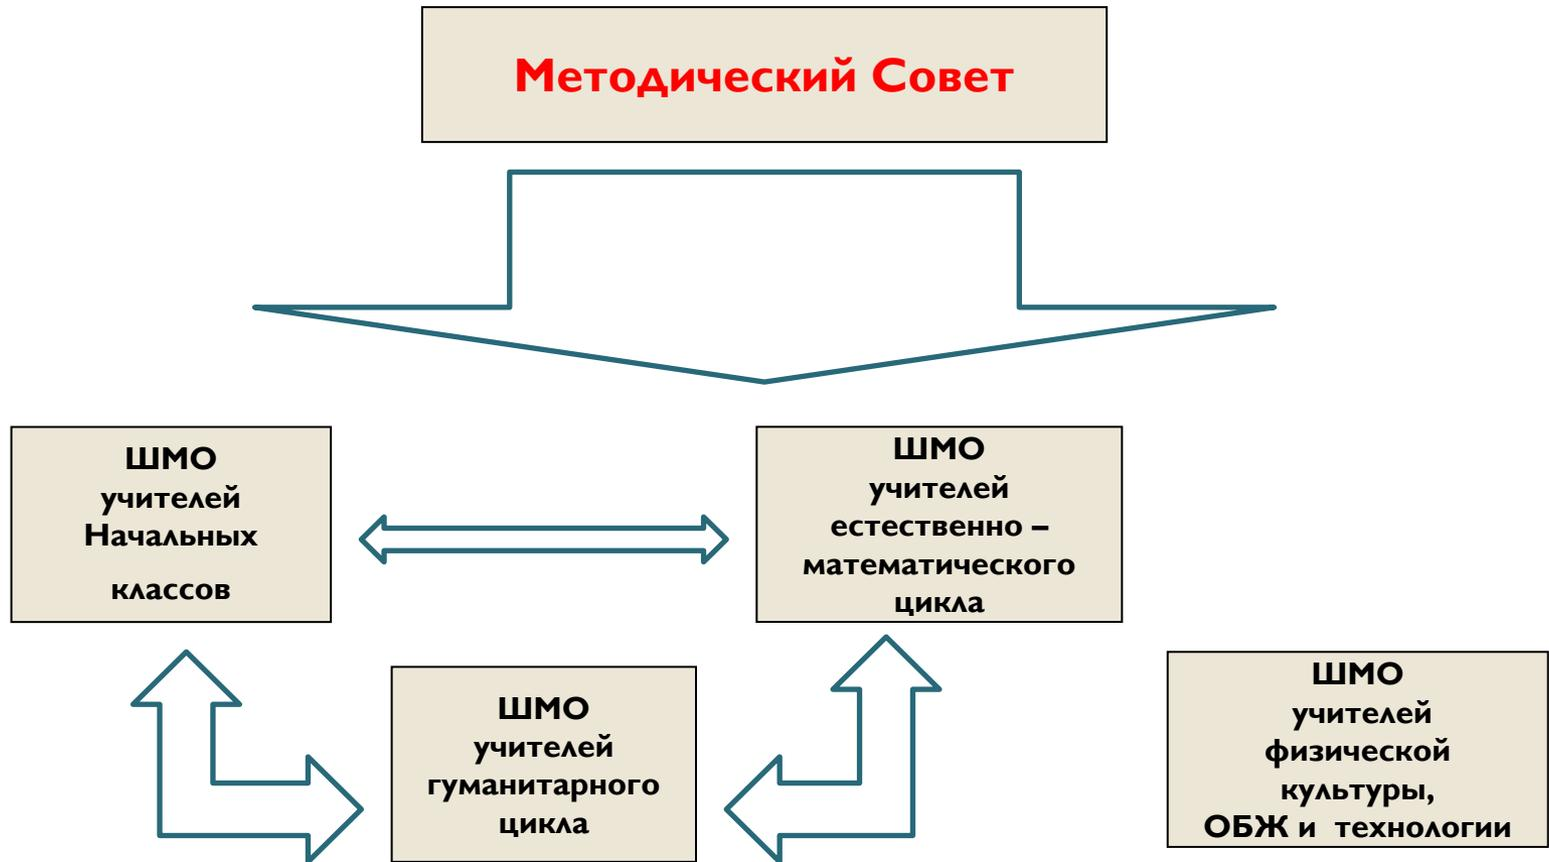 Методический Совет
ШМО
учителей
Начальных
классов
ШМО
учителей
естественно –
математического
цикла
ШМО
учителей
гуманитарного
цикла
ШМО
учителей
физической
культуры,
ОБЖ и технологии